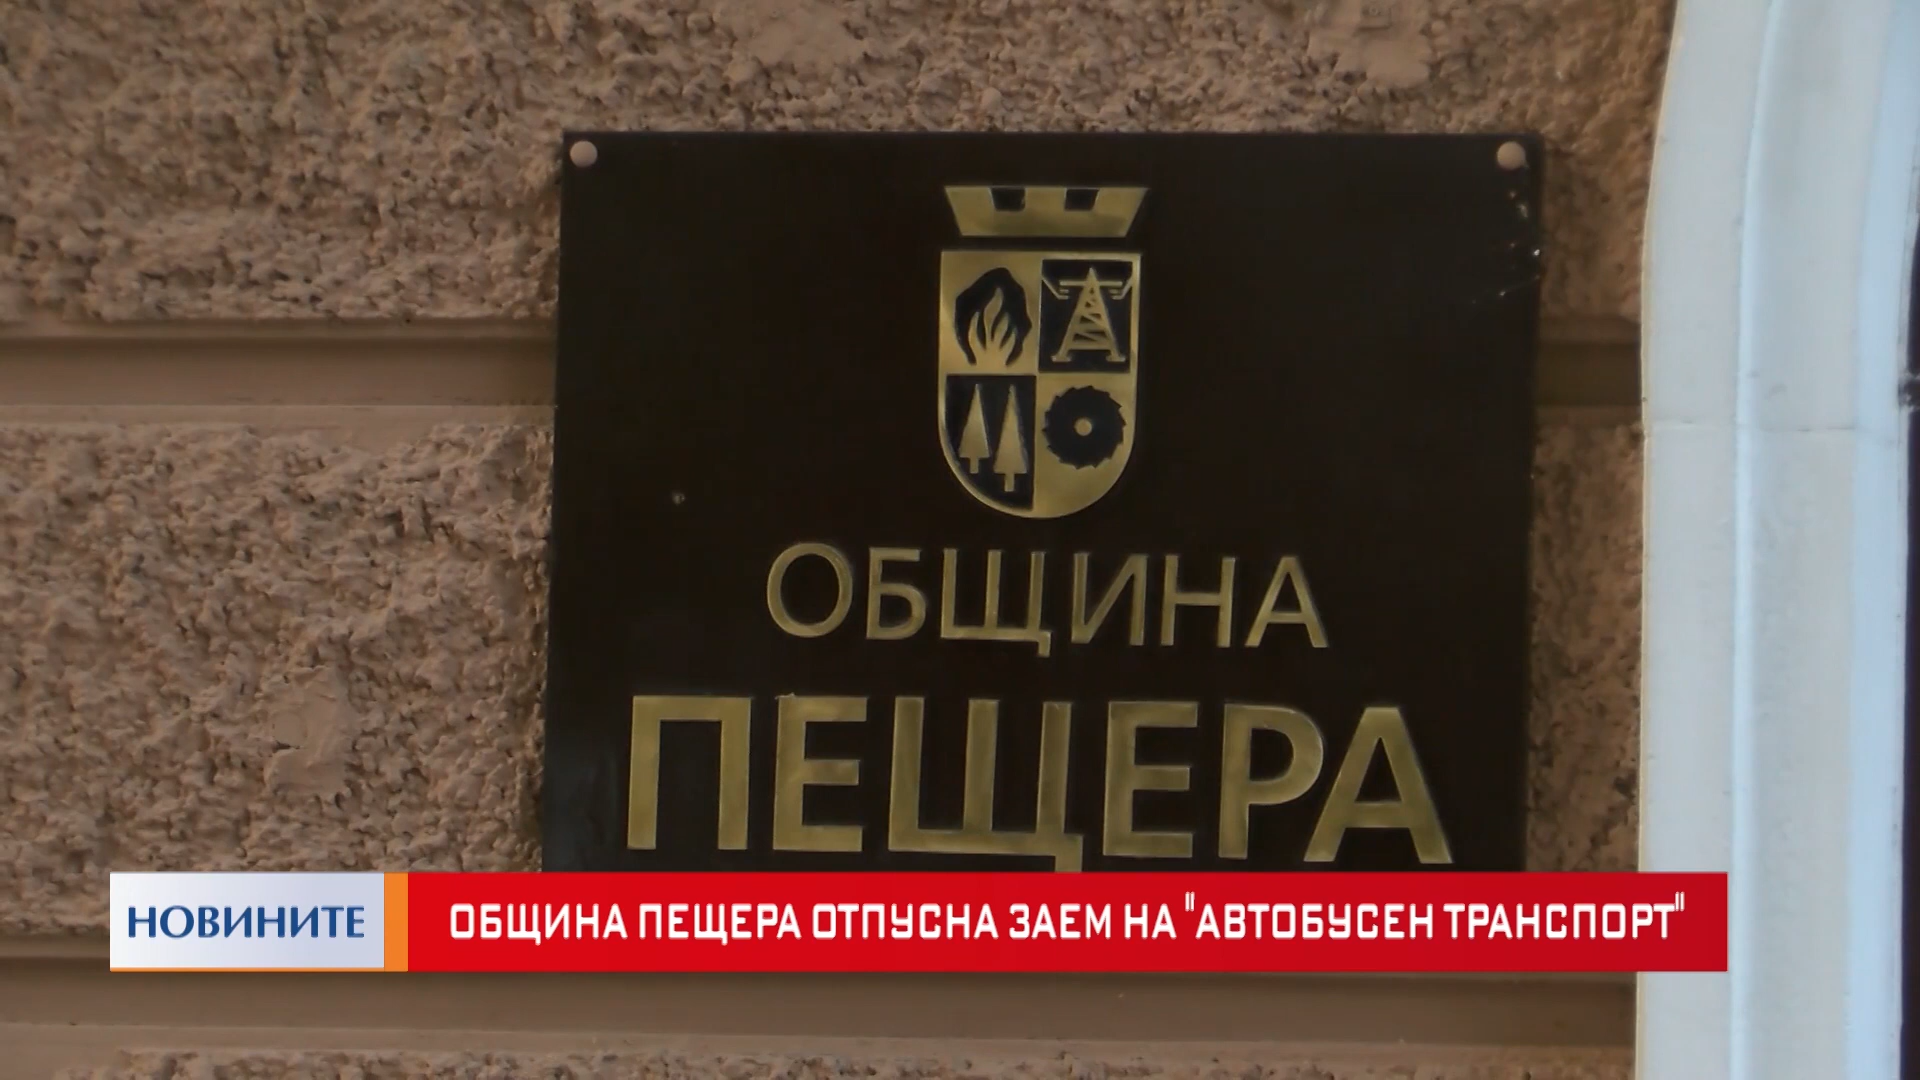 ОБЩИНА
ПЕЩЕРА
НОВИНИТЕ
ОБЩИНА ПЕЩЕРА ОТПУСНА ЗАЕМ НА "АВТОБУСЕН ТРАНСПОРТ"